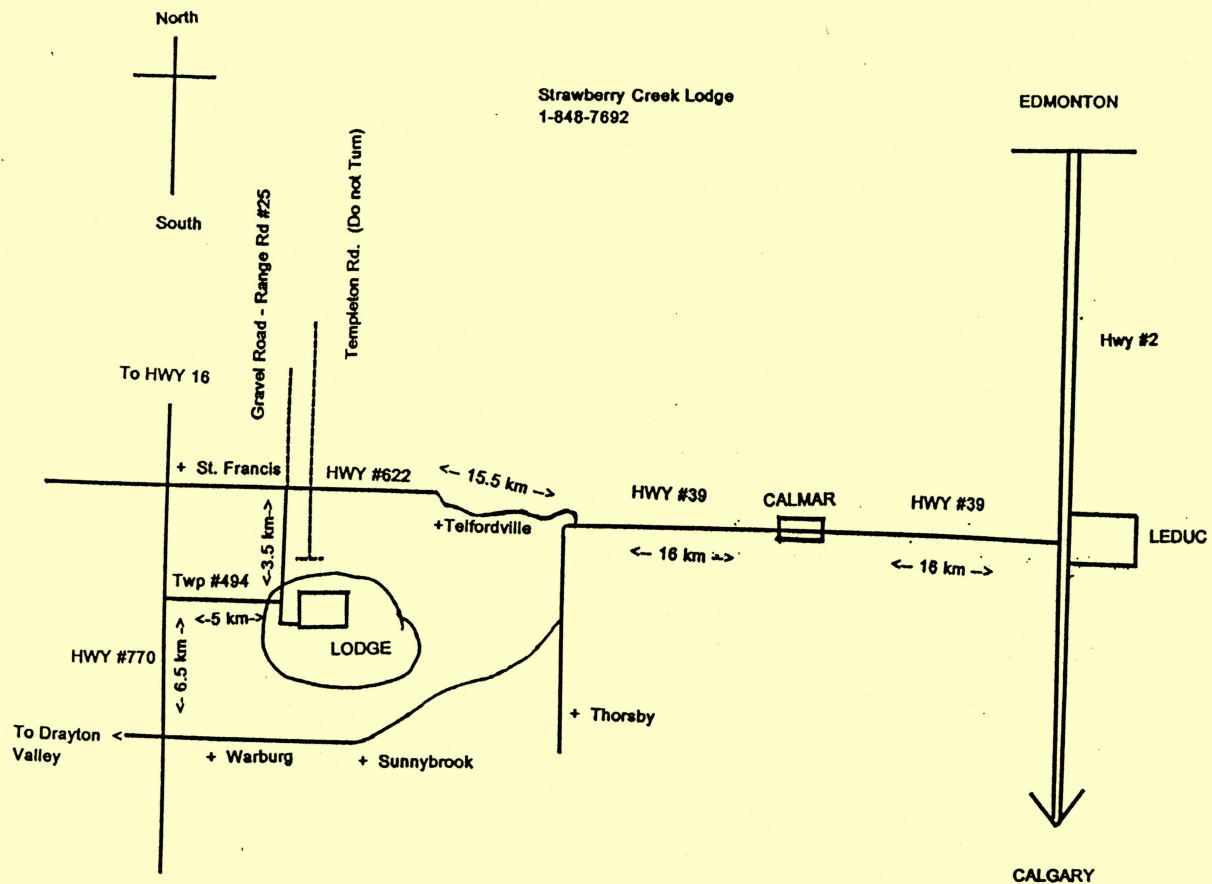 North
South
Strawberry Creek Lodge
1-848-7692
EDMONTON
Gravel Road - Range Rd #25
Templeton Rd. (Do not Turn)
Hwy #2
To HWY 16
+ St. Francis
HWY #622
<-- 15.5 km -->
+Telfordville
HWY #39
CALMAR
HWY #39
LEDUC
<-- 16 km -->
<-- 16 km -->
<-3.5 km->
Twp #494
<-5 km->
LODGE
HWY #770
<- 6.5 km ->
To Drayton <
Valley
+ Warburg
+ Sunnybrook
+ Thorsby
CALGARY